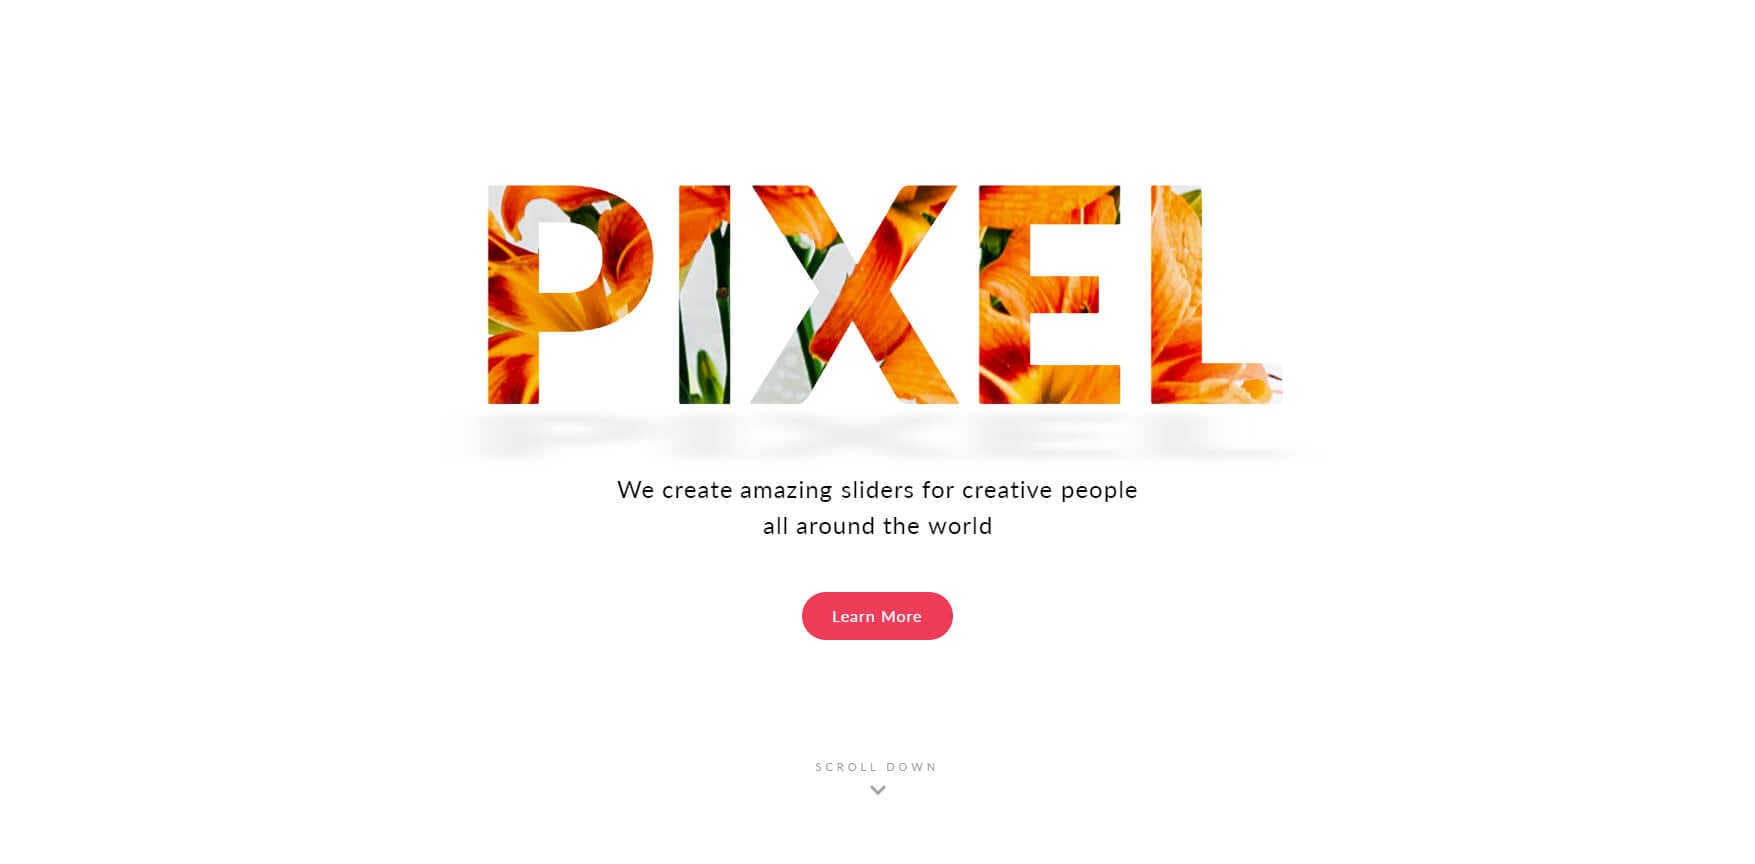 PIXEL
We create amazing sliders for creative people
all around the world
Learn More
SCROLL DOWN